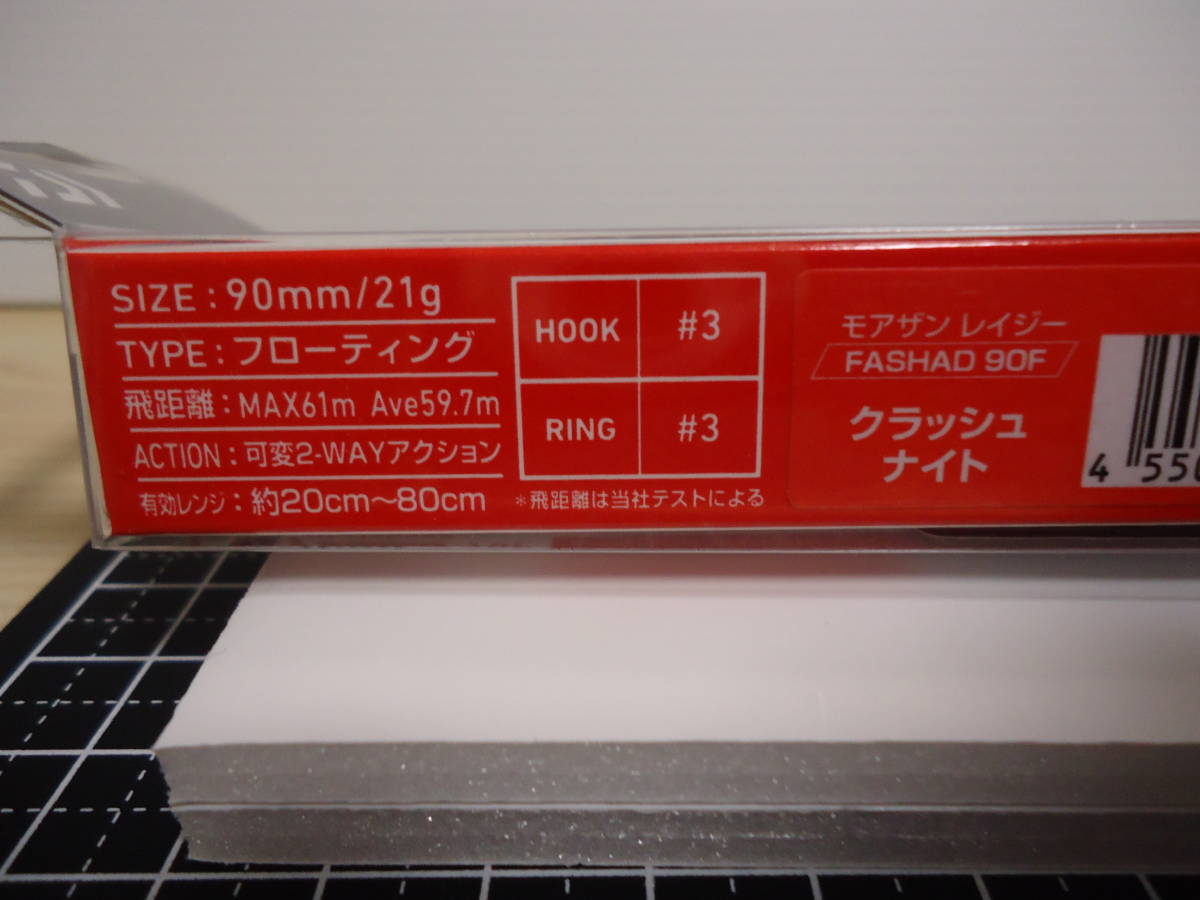 SIZE : 90mm/21g
TYPE : フローティング
飛距離 : MAX61m Ave59.7m
ACTION : 可変2-WAYアクション
有効レンジ : 約20cm〜80cm
HOOK #3
RING #3
*飛距離は当社テストによる
モアザン レイジー
FASHAD 90F
クラッシュ
ナイト
4 550